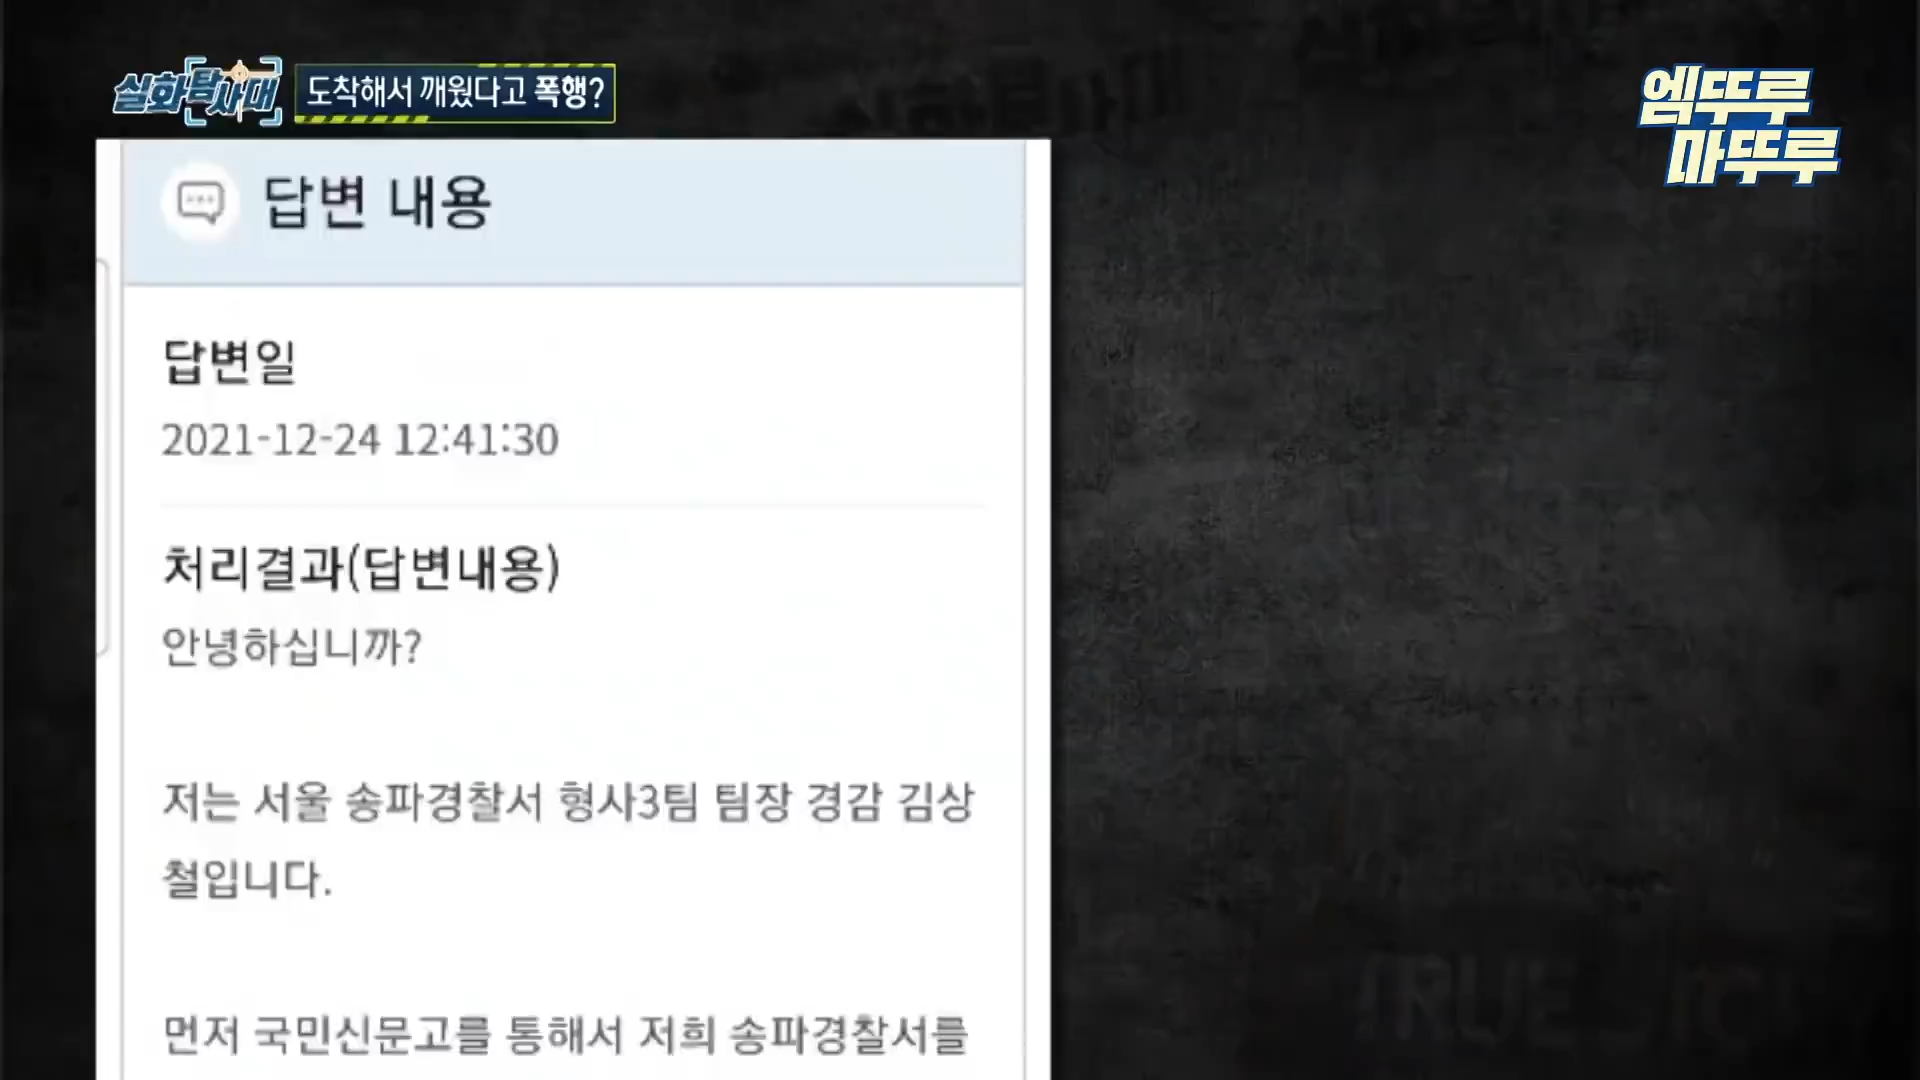 실화탐사대 도착해서 깨웠다고 폭행?
엠뚜루
마뚜루
답변 내용
답변일
2021-12-24 12:41:30
처리결과(답변내용)
안녕하십니까?
저는 서울 송파경찰서 형사3팀 팀장 경감 김상
철입니다.
먼저 국민신문고를 통해서 저희 송파경찰서를